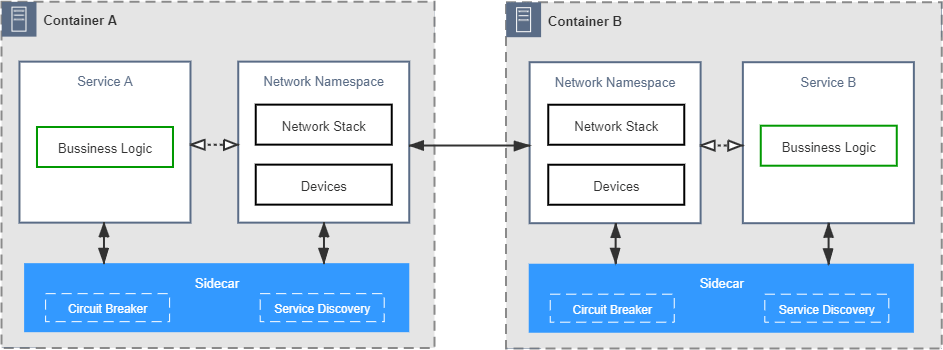 Container A
Service A
Bussiness Logic
Network Namespace
Network Stack
Devices
Sidecar
Circuit Breaker
Service Discovery
Container B
Network Namespace
Network Stack
Devices
Service B
Bussiness Logic
Sidecar
Circuit Breaker
Service Discovery